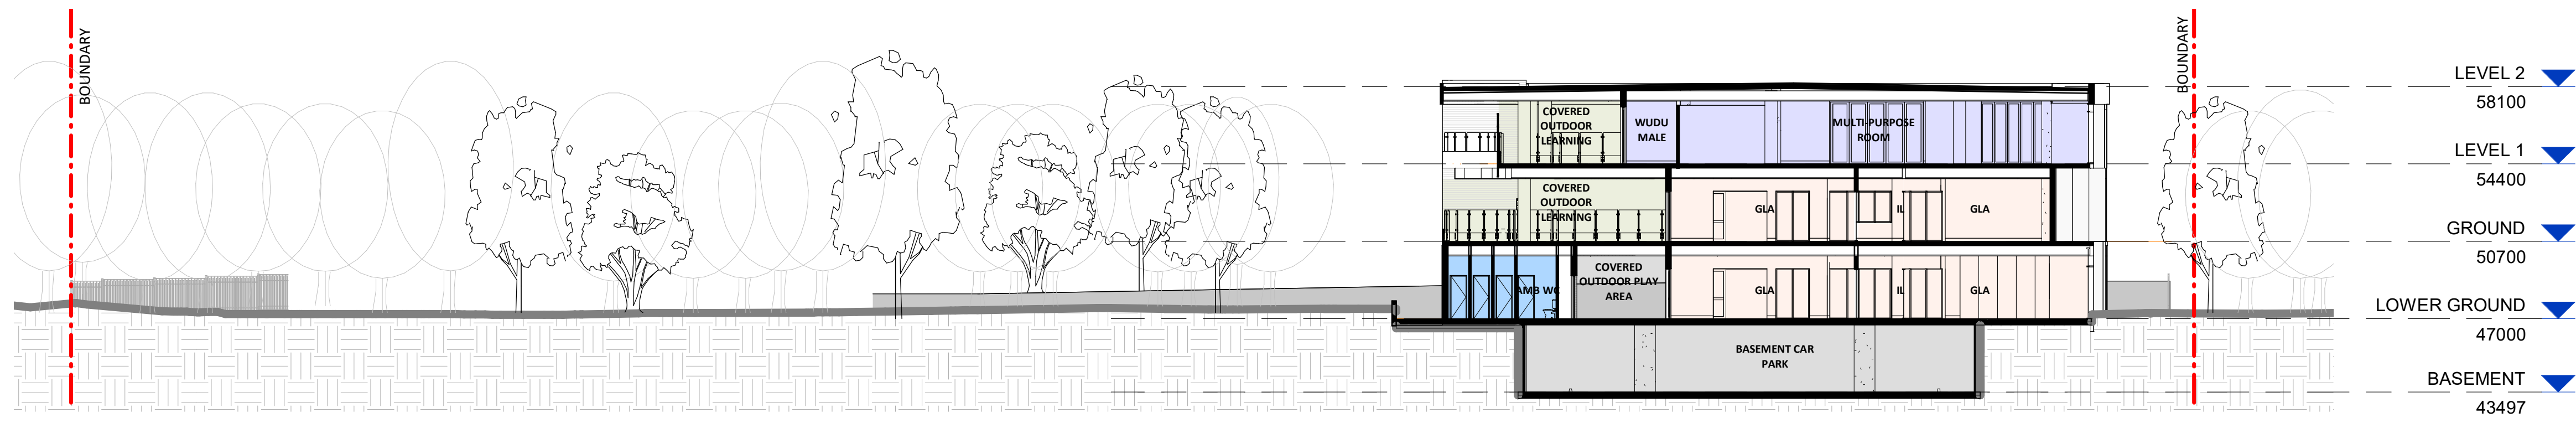 BOUNDARY
BOUNDARY
LEVEL 2
58100
COVERED
OUTDOOR
LEARNING
WUDU
MALE
MULTI-PURPOSE
ROOM
LEVEL 1
54400
COVERED
OUTDOOR
LEARNING
GLA
IL
GLA
GROUND
50700
AMB WC
COVERED
OUTDOOR PLAY
AREA
GLA
IL
GLA
LOWER GROUND
47000
BASEMENT CAR
PARK
BASEMENT
43497